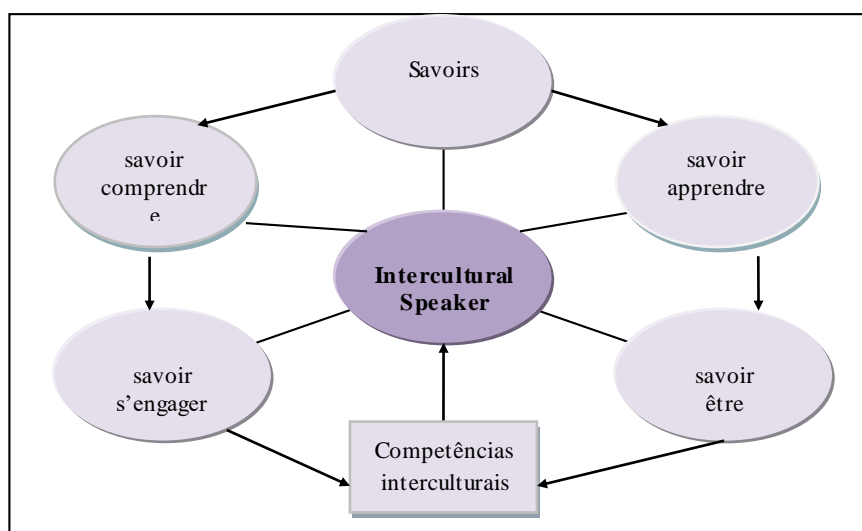 Savoirs
savoir
comprendr
e
savoir
apprendre
Intercultural
Speaker
savoir
s'engager
savoir
être
Competências
interculturais